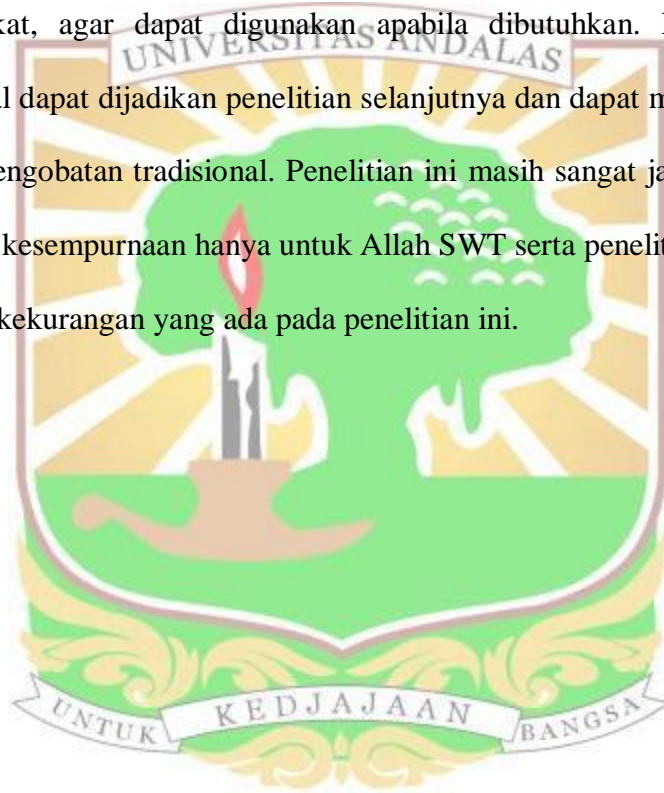 kat, agar dapat digunakan apabila dibutuhkan.
UNIVERSITAS ANDALAS
al dapat dijadikan penelitian selanjutnya dan dapat m
engobatan tradisional. Penelitian ini masih sangat ja
kesempurnaan hanya untuk Allah SWT serta penelit
kekurangan yang ada pada penelitian ini.
UNTUK KEDJAJAAN BANGSA